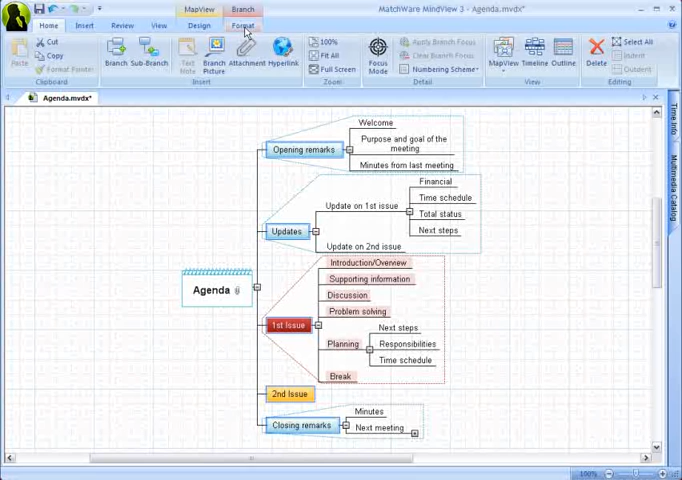 MapView
Branch
MatchWare MindView 3 - Agenda.mvdx*
Home
Insert
Review
View
Design
Format
Paste
Cut
Copy
Format Painter
Clipboard
Branch
Sub-Branch
Text
Note
Branch
Picture
Attachment
Hyperlink
Insert
100%
Fit All
Full Screen
Zoom
Focus
Mode
Apply Branch Focus
Clear Branch Focus
Numbering Scheme
Detail
MapView
Timeline
Outline
View
Delete
Select All
Indent
Outdent
Editing
Agenda.mvdx*
Time Info
Multimedia Catalog
Opening remarks
Welcome
Purpose and goal of the
meeting
Minutes from last meeting
Updates
Update on 1st issue
Financial
Time schedule
Total status
Next steps
Update on 2nd issue
Agenda
1st Issue
Introduction/Overview
Supporting information
Discussion
Problem solving
Planning
Next steps
Responsibilities
Time schedule
Break
2nd Issue
Closing remarks
Minutes
Next meeting
100%